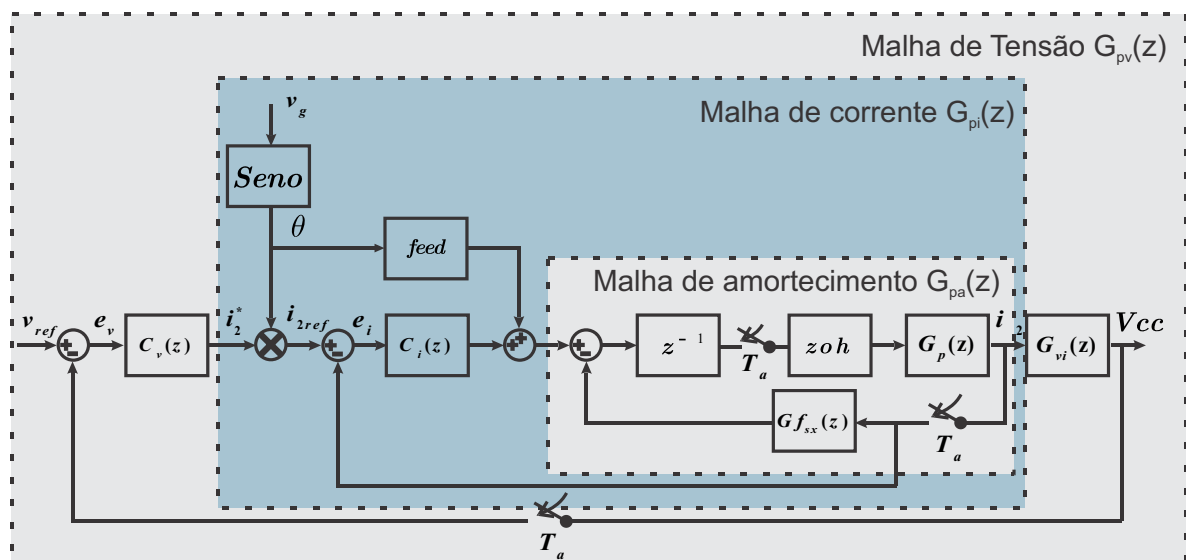 Malha de Tensão G_pv(z)
Malha de corrente G_pi(z)
v_g
Seno
θ
feed
Malha de amortecimento G_pa(z)
v_ref
e_v
C_v(z)
i_2^*
i_2ref
e_i
C_i(z)
z^-1
T_a
zoh
G_p(z)
i_2
G_vi(z)
Vcc
Gf_sx(z)
T_a
T_a